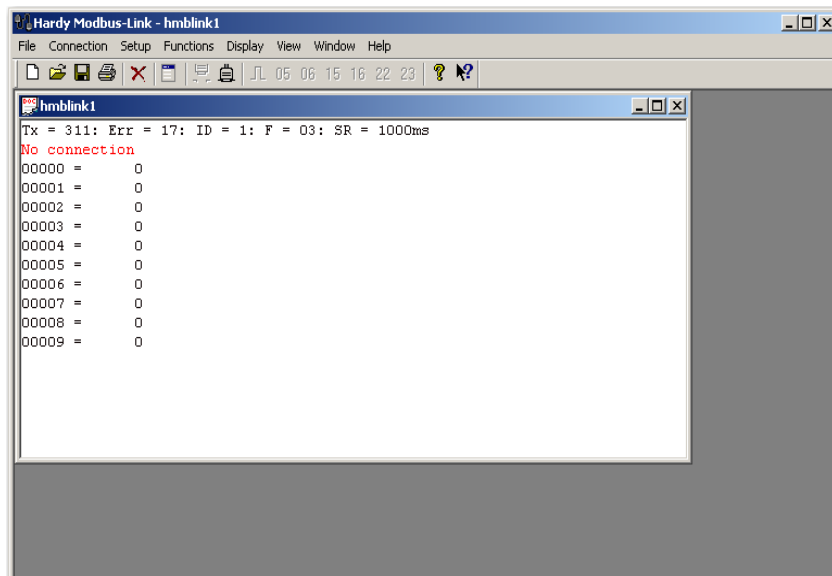 Hardy Modbus-Link - hmblink1
File Connection Setup Functions Display View Window Help
05 06 15 16 22 23
hmblink1
Tx = 311: Err = 17: ID = 1: F = 03: SR = 1000ms
No connection
00000 = 0
00001 = 0
00002 = 0
00003 = 0
00004 = 0
00005 = 0
00006 = 0
00007 = 0
00008 = 0
00009 = 0